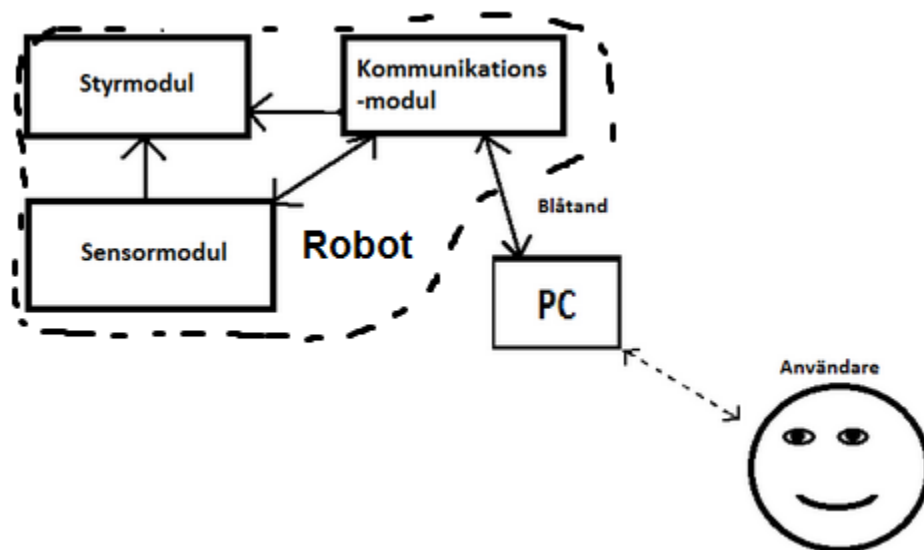 Styrmodul
Kommunikations
-modul
Sensormodul
Robot
Blåtand
PC
Användare